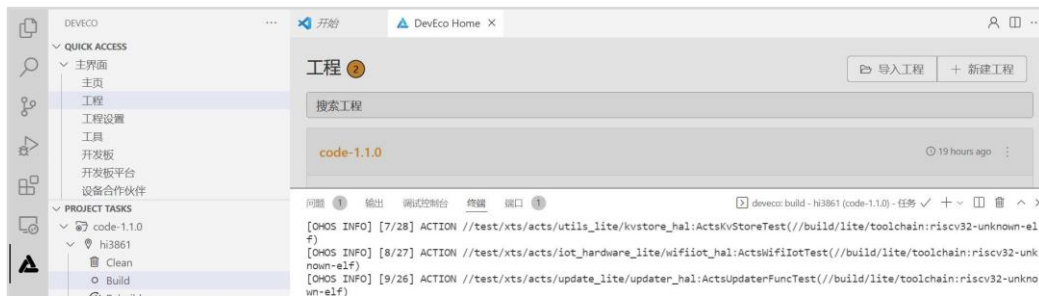 DEVECO
QUICK ACCESS
主界面
主页
工程
工程设置
工具
开发板
开发板平台
设备合作伙伴
PROJECT TASKS
code-1.1.0
hi3861
Clean
Build
开始
DevEco Home
工程 2
导入工程
新建工程
搜索工程
code-1.1.0
19 hours ago
问题 1 输出 调试控制台 终端 端口 1
deveco: build - hi3861 (code-1.1.0) - 任务
[OHOS INFO] [7/28] ACTION //test/xts/acts/utils_lite/kvstore_hal:ActsKvStoreTest(//build/lite/toolchain:riscv32-unknown-el
f)
[OHOS INFO] [8/27] ACTION //test/xts/acts/iot_hardware_lite/wifiiot_hal:ActsWifiIotTest(//build/lite/toolchain:riscv32-unk
nown-elf)
[OHOS INFO] [9/26] ACTION //test/xts/acts/update_lite/updater_hal:ActsUpdaterFuncTest(//build/lite/toolchain:riscv32-unkno
wn-elf)